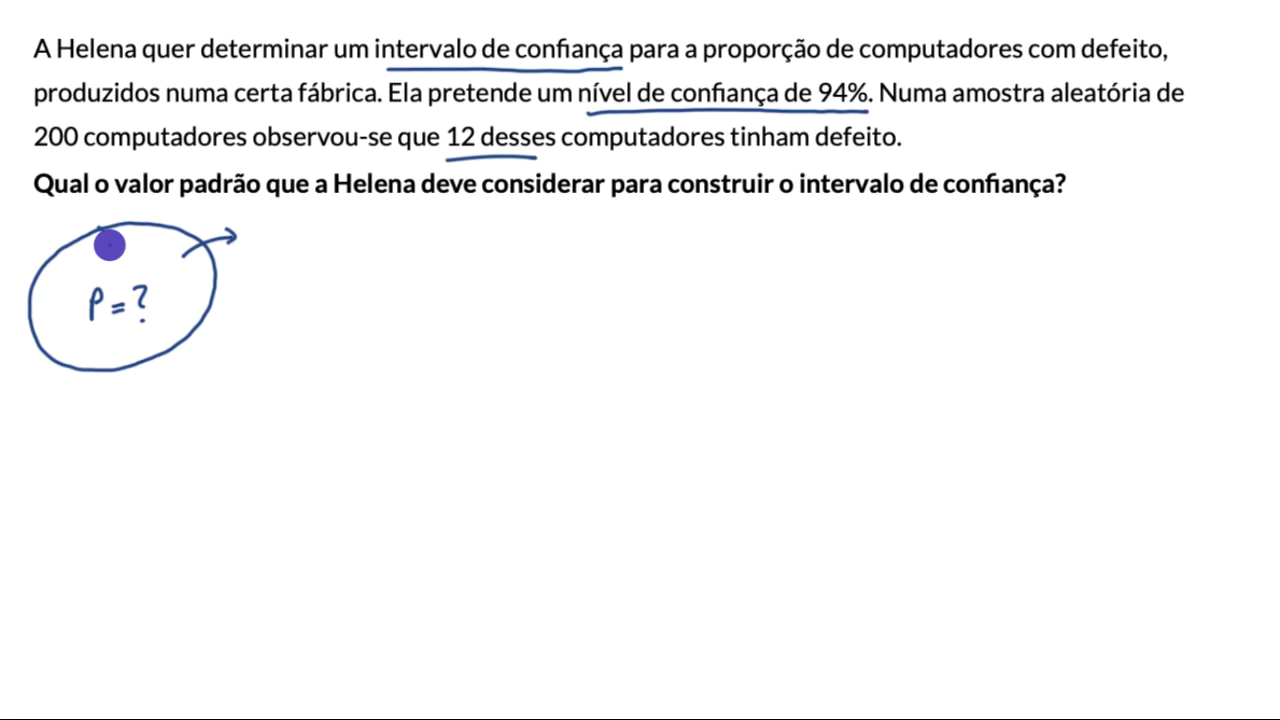 A Helena quer determinar um intervalo de confiança para a proporção de computadores com defeito,
produzidos numa certa fábrica. Ela pretende um nível de confiança de 94%. Numa amostra aleatória de
200 computadores observou-se que 12 desses computadores tinham defeito.
Qual o valor padrão que a Helena deve considerar para construir o intervalo de confiança?
P = ?